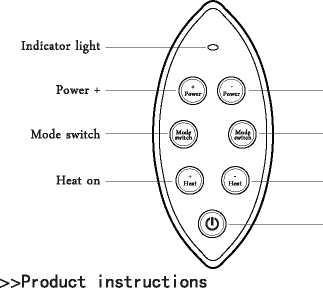 Indicator light
Power +
+ Power
- Power
Mode switch
Mode switch
Mode switch
Heat on
+ Heat
- Heat
>>Product instructions